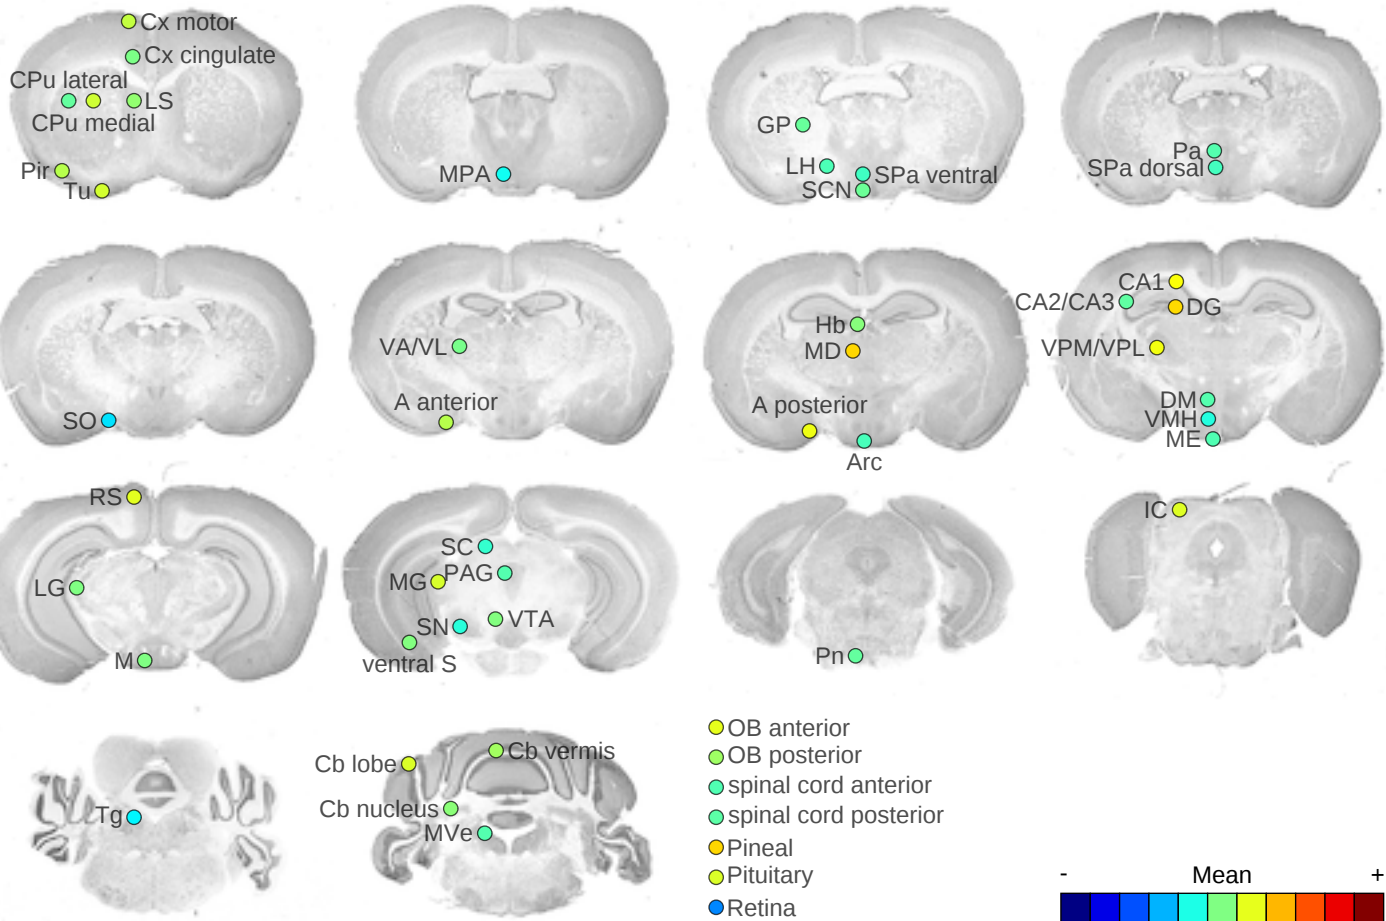 Cx motor
Cx cingulate
CPu lateral
LS
CPu medial
Pir
Tu
MPA
GP
LH
SPa ventral
SCN
Pa
SPa dorsal
SO
VA/VL
A anterior
Hb
MD
A posterior
Arc
CA1
CA2/CA3
DG
VPM/VPL
DM
VMH
ME
RS
LG
M
SC
PAG
MG
VTA
SN
ventral S
Pn
IC
Tg
Cb lobe
Cb vermis
Cb nucleus
MVe
OB anterior
OB posterior
spinal cord anterior
spinal cord posterior
Pineal
Pituitary
Retina
- Mean +